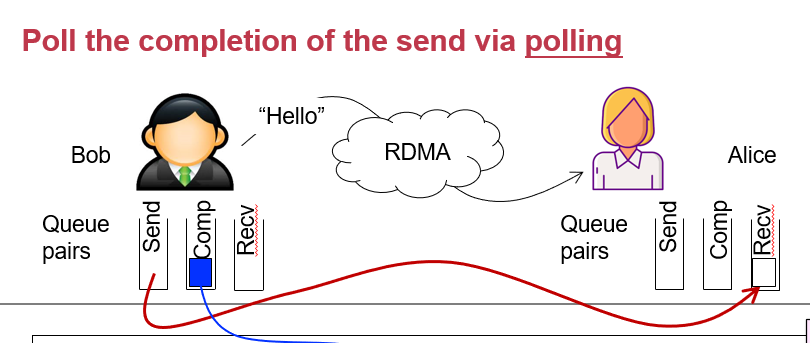 Poll the completion of the send via polling
“Hello”
RDMA
Bob
Alice
Queue
pairs
Send
Comp
Recv
Queue
pairs
Send
Comp
Recv